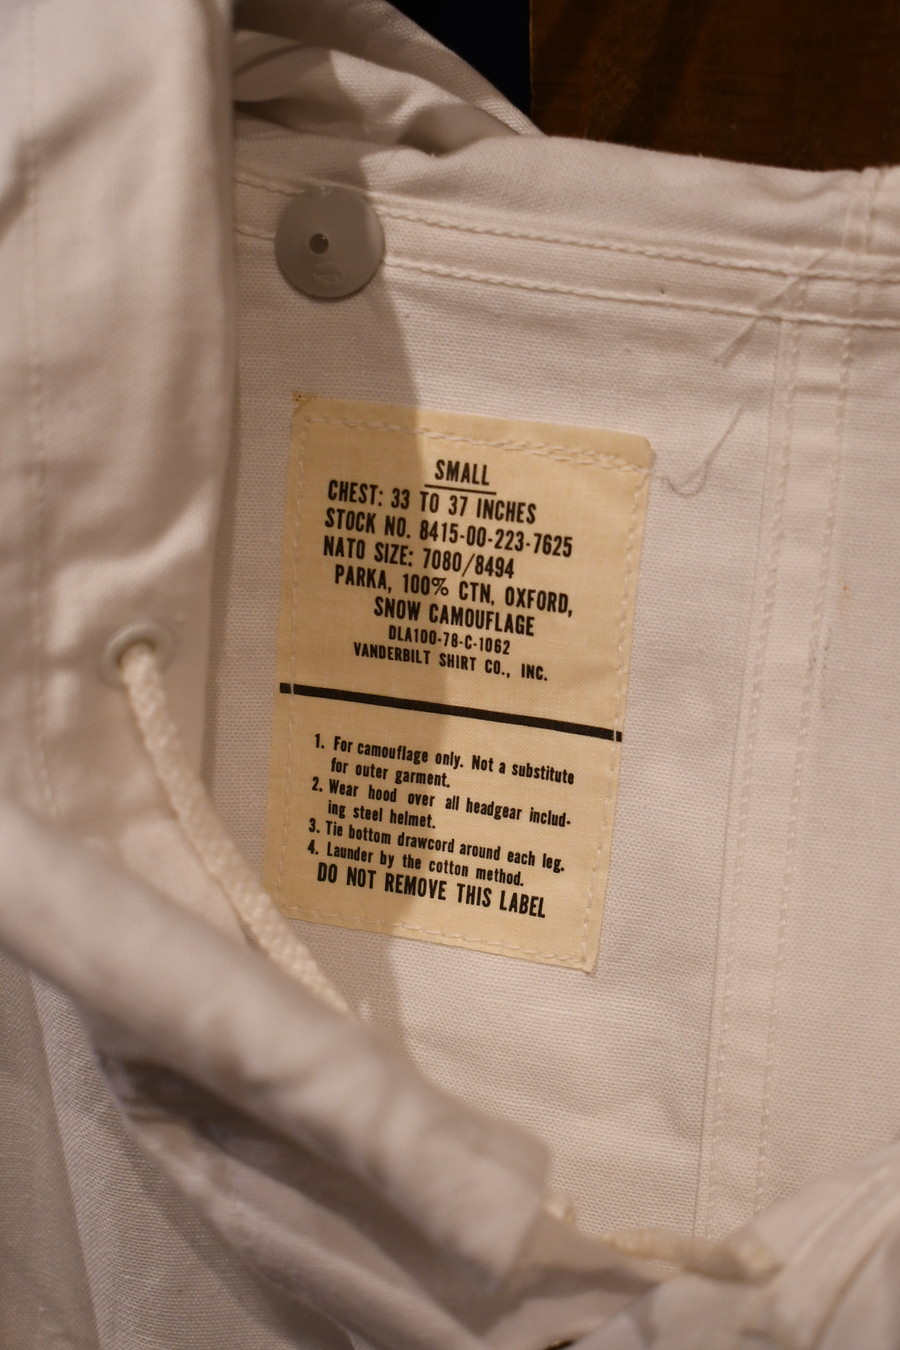 SMALL
CHEST: 33 TO 37 INCHES
STOCK NO. 8415-00-223-7625
NATO SIZE: 7080/8494
PARKA, 100% CTN, OXFORD,
SNOW CAMOUFLAGE
DLA100-78-C-1062
VANDERBILT SHIRT CO., INC.
1. For camouflage only. Not a substitute
for outer garment.
2. Wear hood over all headgear includ-
ing steel helmet.
3. Tie bottom drawcord around each leg.
4. Launder by the cotton method.
DO NOT REMOVE THIS LABEL